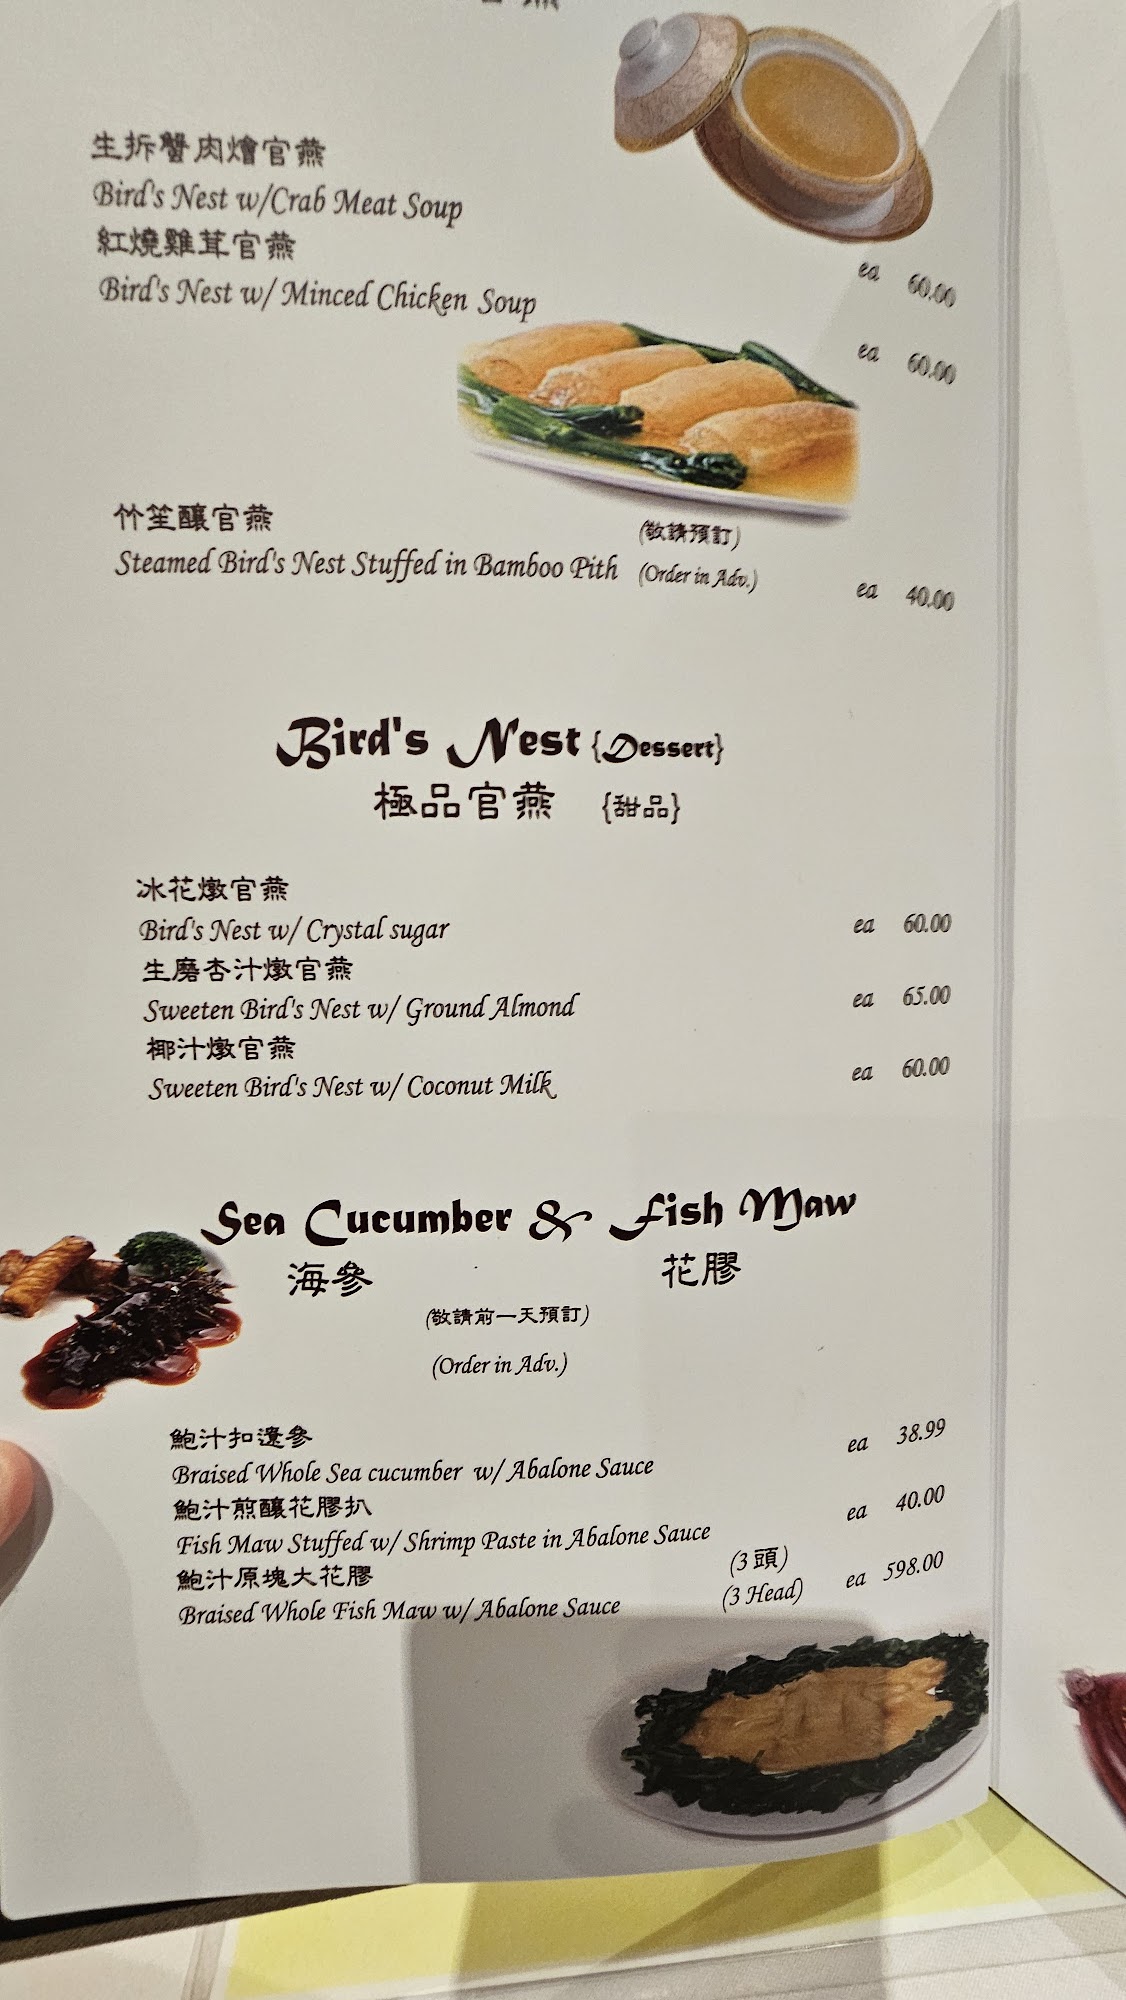 生拆蟹肉燴官燕
Bird's Nest w/Crab Meat Soup
ea 60.00
紅燒雞茸官燕
Bird's Nest w/ Minced Chicken Soup
ea 60.00
竹笙釀官燕 (敬請預訂)
Steamed Bird's Nest Stuffed in Bamboo Pith (Order in Adv.)
ea 40.00
Bird's Nest {Dessert}
極品官燕 {甜品}
冰花燉官燕
Bird's Nest w/ Crystal sugar ea 60.00
生磨杏汁燉官燕
Sweeten Bird's Nest w/ Ground Almond ea 65.00
椰汁燉官燕
Sweeten Bird's Nest w/ Coconut Milk ea 60.00
Sea Cucumber & Fish Maw
海參 花膠
(敬請前一天預訂)
(Order in Adv.)
鮑汁扣遼參
Braised Whole Sea cucumber w/ Abalone Sauce ea 38.99
鮑汁煎釀花膠扒
Fish Maw Stuffed w/ Shrimp Paste in Abalone Sauce ea 40.00
鮑汁原塊大花膠 (3 頭)
Braised Whole Fish Maw w/ Abalone Sauce (3 Head) ea 598.00